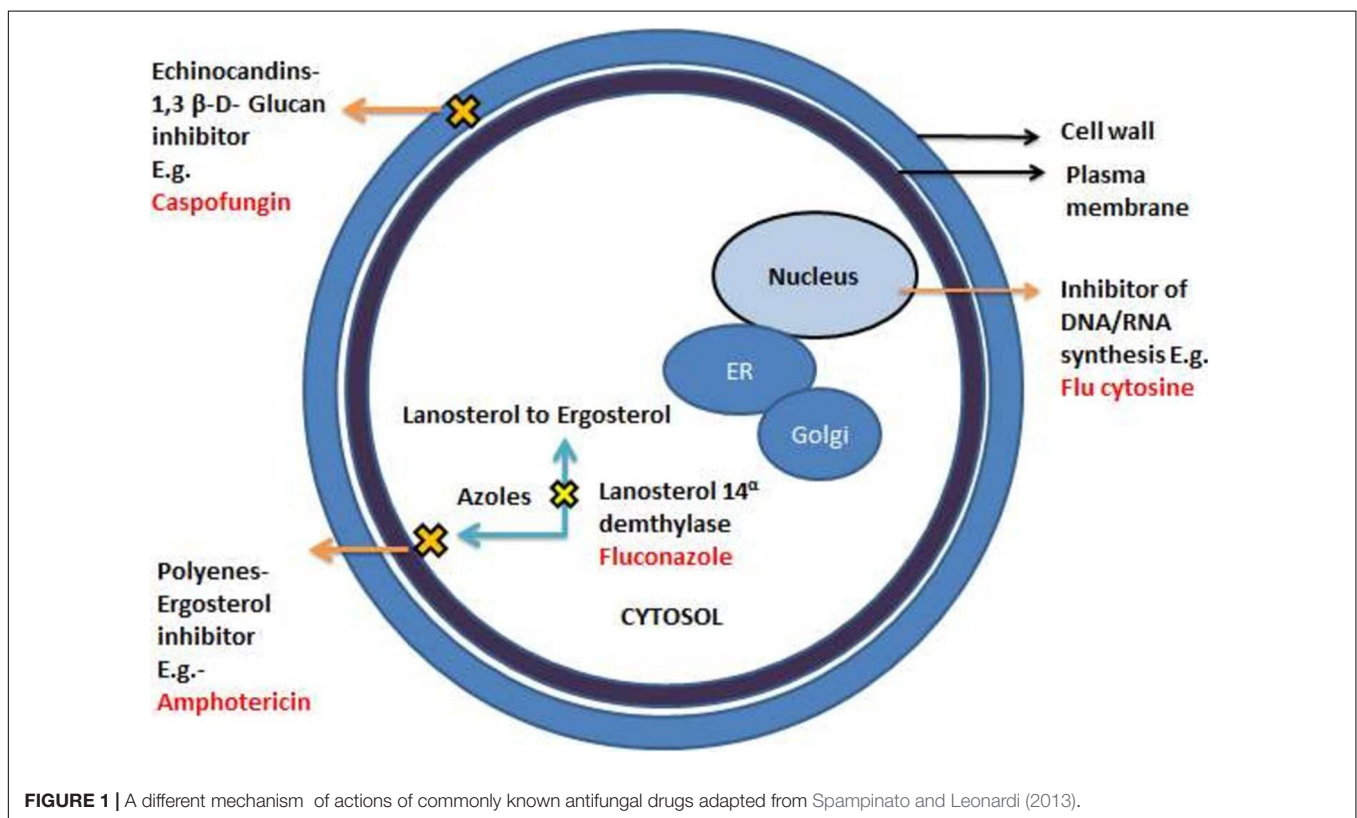 Echinocandins-
1,3 β-D- Glucan
inhibitor
E.g.
Caspofungin
Cell wall
Plasma
membrane
Nucleus
Inhibitor of
DNA/RNA
synthesis E.g.
Flu cytosine
ER
Golgi
Lanosterol to Ergosterol
Azoles
Lanosterol 14α
demthylase
Fluconazole
Polyenes-
Ergosterol
inhibitor
E.g.-
Amphotericin
CYTOSOL
FIGURE 1 | A different mechanism of actions of commonly known antifungal drugs adapted from Spampinato and Leonardi (2013).